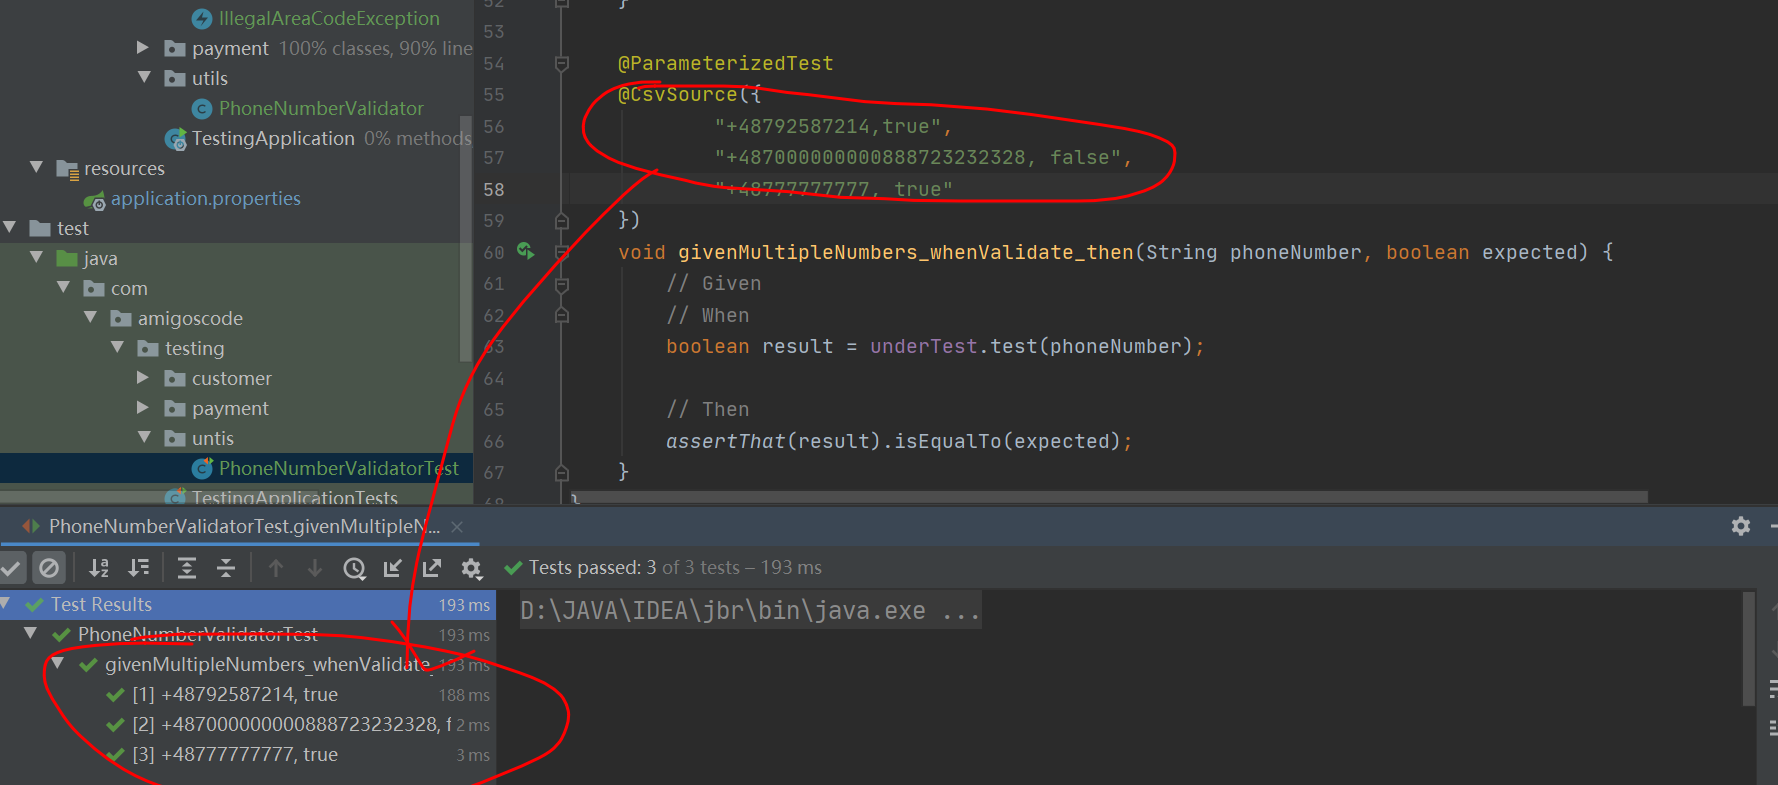 IllegalAreaCodeException
payment 100% classes, 90% line
utils
PhoneNumberValidator
TestingApplication 0% methods,
resources
application.properties
test
java
com
amigoscode
testing
customer
payment
untis
PhoneNumberValidatorTest
TestingApplicationTests
52 }
53
54 @ParameterizedTest
55 @CsvSource({
56 "+48792587214,true",
57 "+4870000000000888723232328, false",
58 "+48777777777, true"
59 })
60 void givenMultipleNumbers_whenValidate_then(String phoneNumber, boolean expected) {
61 // Given
62 // When
63 boolean result = underTest.test(phoneNumber);
64
65 // Then
66 assertThat(result).isEqualTo(expected);
67 }
68 }
PhoneNumberValidatorTest.givenMultipleN...
Tests passed: 3 of 3 tests – 193 ms
Test Results 193 ms
PhoneNumberValidatorTest 193 ms
givenMultipleNumbers_whenValidate_ 193 ms
[1] +48792587214, true 188 ms
[2] +4870000000000888723232328, f 2 ms
[3] +48777777777, true 3 ms
D:\JAVA\IDEA\jbr\bin\java.exe ...